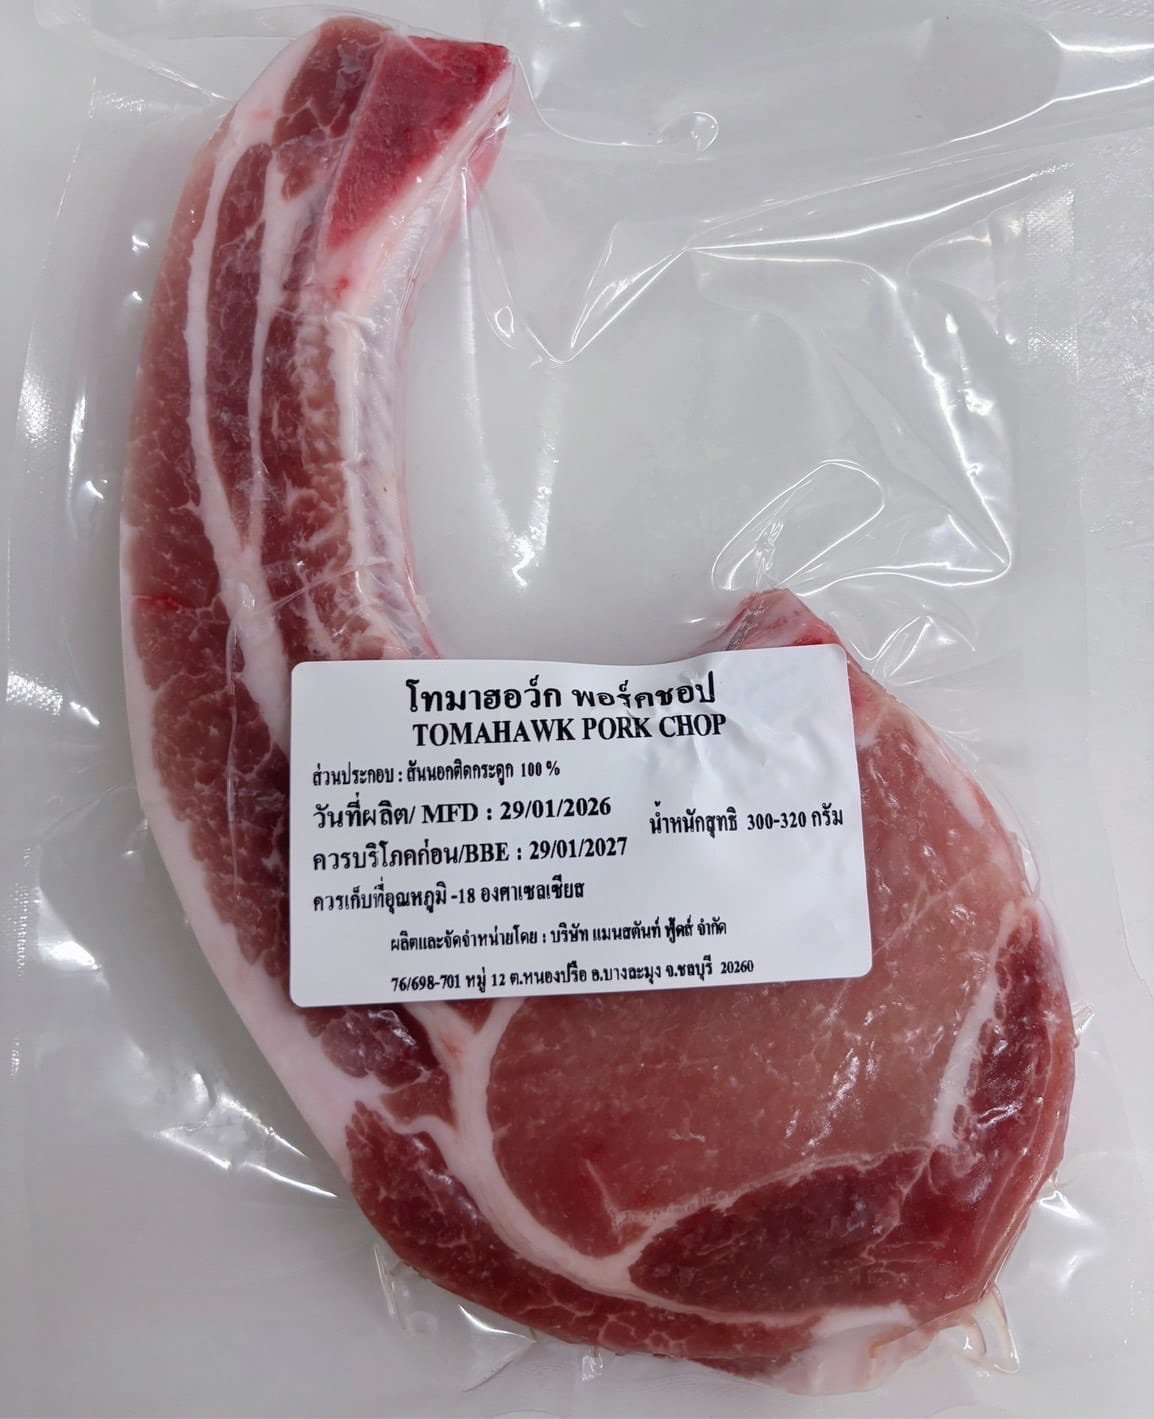 โทมาฮอว์ก พอร์คชอป
TOMAHAWK PORK CHOP
ส่วนประกอบ : สันนอกติดกระดูก 100 %
วันที่ผลิต/ MFD : 29/01/2026
น้ำหนักสุทธิ 300-320 กรัม
ควรบริโภคก่อน/BBE : 29/01/2027
ควรเก็บที่อุณหภูมิ -18 องศาเซลเซียส
ผลิตและจัดจำหน่ายโดย : บริษัท แมนสตันท์ ฟู้ดส์ จำกัด
76/698-701 หมู่ 12 ต.หนองปรือ อ.บางละมุง จ.ชลบุรี 20260